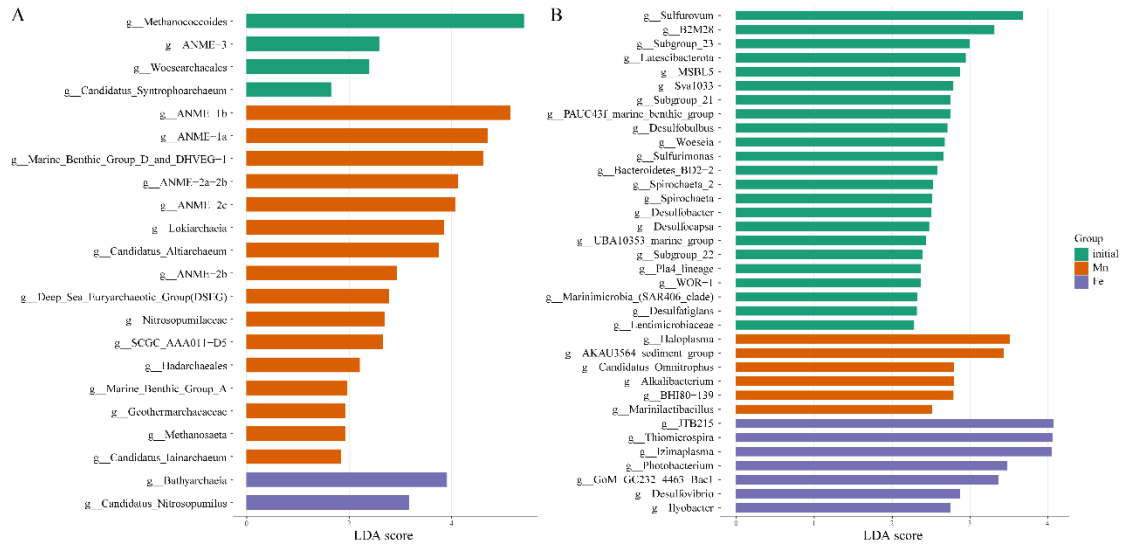 A
g__Methanococcoides
g__ANME-3
g__Woesearchaeales
g__Candidatus_Syntrophoarchaeum
g__ANME-1b
g__ANME-1a
g__Marine_Benthic_Group_D_and_DHVEG-1
g__ANME-2a-2b
g__ANME-2c
g__Lokiarchaeia
g__Candidatus_Altiarchaeum
g__ANME-2b
g__Deep_Sea_Euryarchaeotic_Group(DSEG)
g__Nitrosopumilaceae
g__SCGC_AAA011-D5
g__Hadarchaeales
g__Marine_Benthic_Group_A
g__Geothermarchaeaceae
g__Methanosaeta
g__Candidatus_Iainarchaeum
g__Bathyarchaeia
g__Candidatus_Nitrosopumilus
0 2 4
LDA score
B
g__Sulfurovum
g__B2M28
g__Subgroup_23
g__Latescibacterota
g__MSBL5
g__Sva1033
g__Subgroup_21
g__PAUC43f_marine_benthic_group
g__Desulfobulbus
g__Woeseia
g__Sulfurimonas
g__Bacteroidetes_BD2-2
g__Spirochaeta_2
g__Spirochaeta
g__Desulfobacter
g__Desulfocapsa
g__UBA10353_marine_group
g__Subgroup_22
g__Pla4_lineage
g__WOR-1
g__Marinimicrobia_(SAR406_clade)
g__Desulfatiglans
g__Lentimicrobiaceae
g__Haloplasma
g__AKAU3564_sediment_group
g__Candidatus_Omnitrophus
g__Alkalibacterium
g__BHI80-139
g__Marinilactibacillus
g__JTB215
g__Thiomicrospira
g__Izimaplasma
g__Photobacterium
g__GoM_GC232_4463_Bac1
g__Desulfovibrio
g__Ilyobacter
0 1 2 3 4
LDA score
Group
initial
Mn
Fe